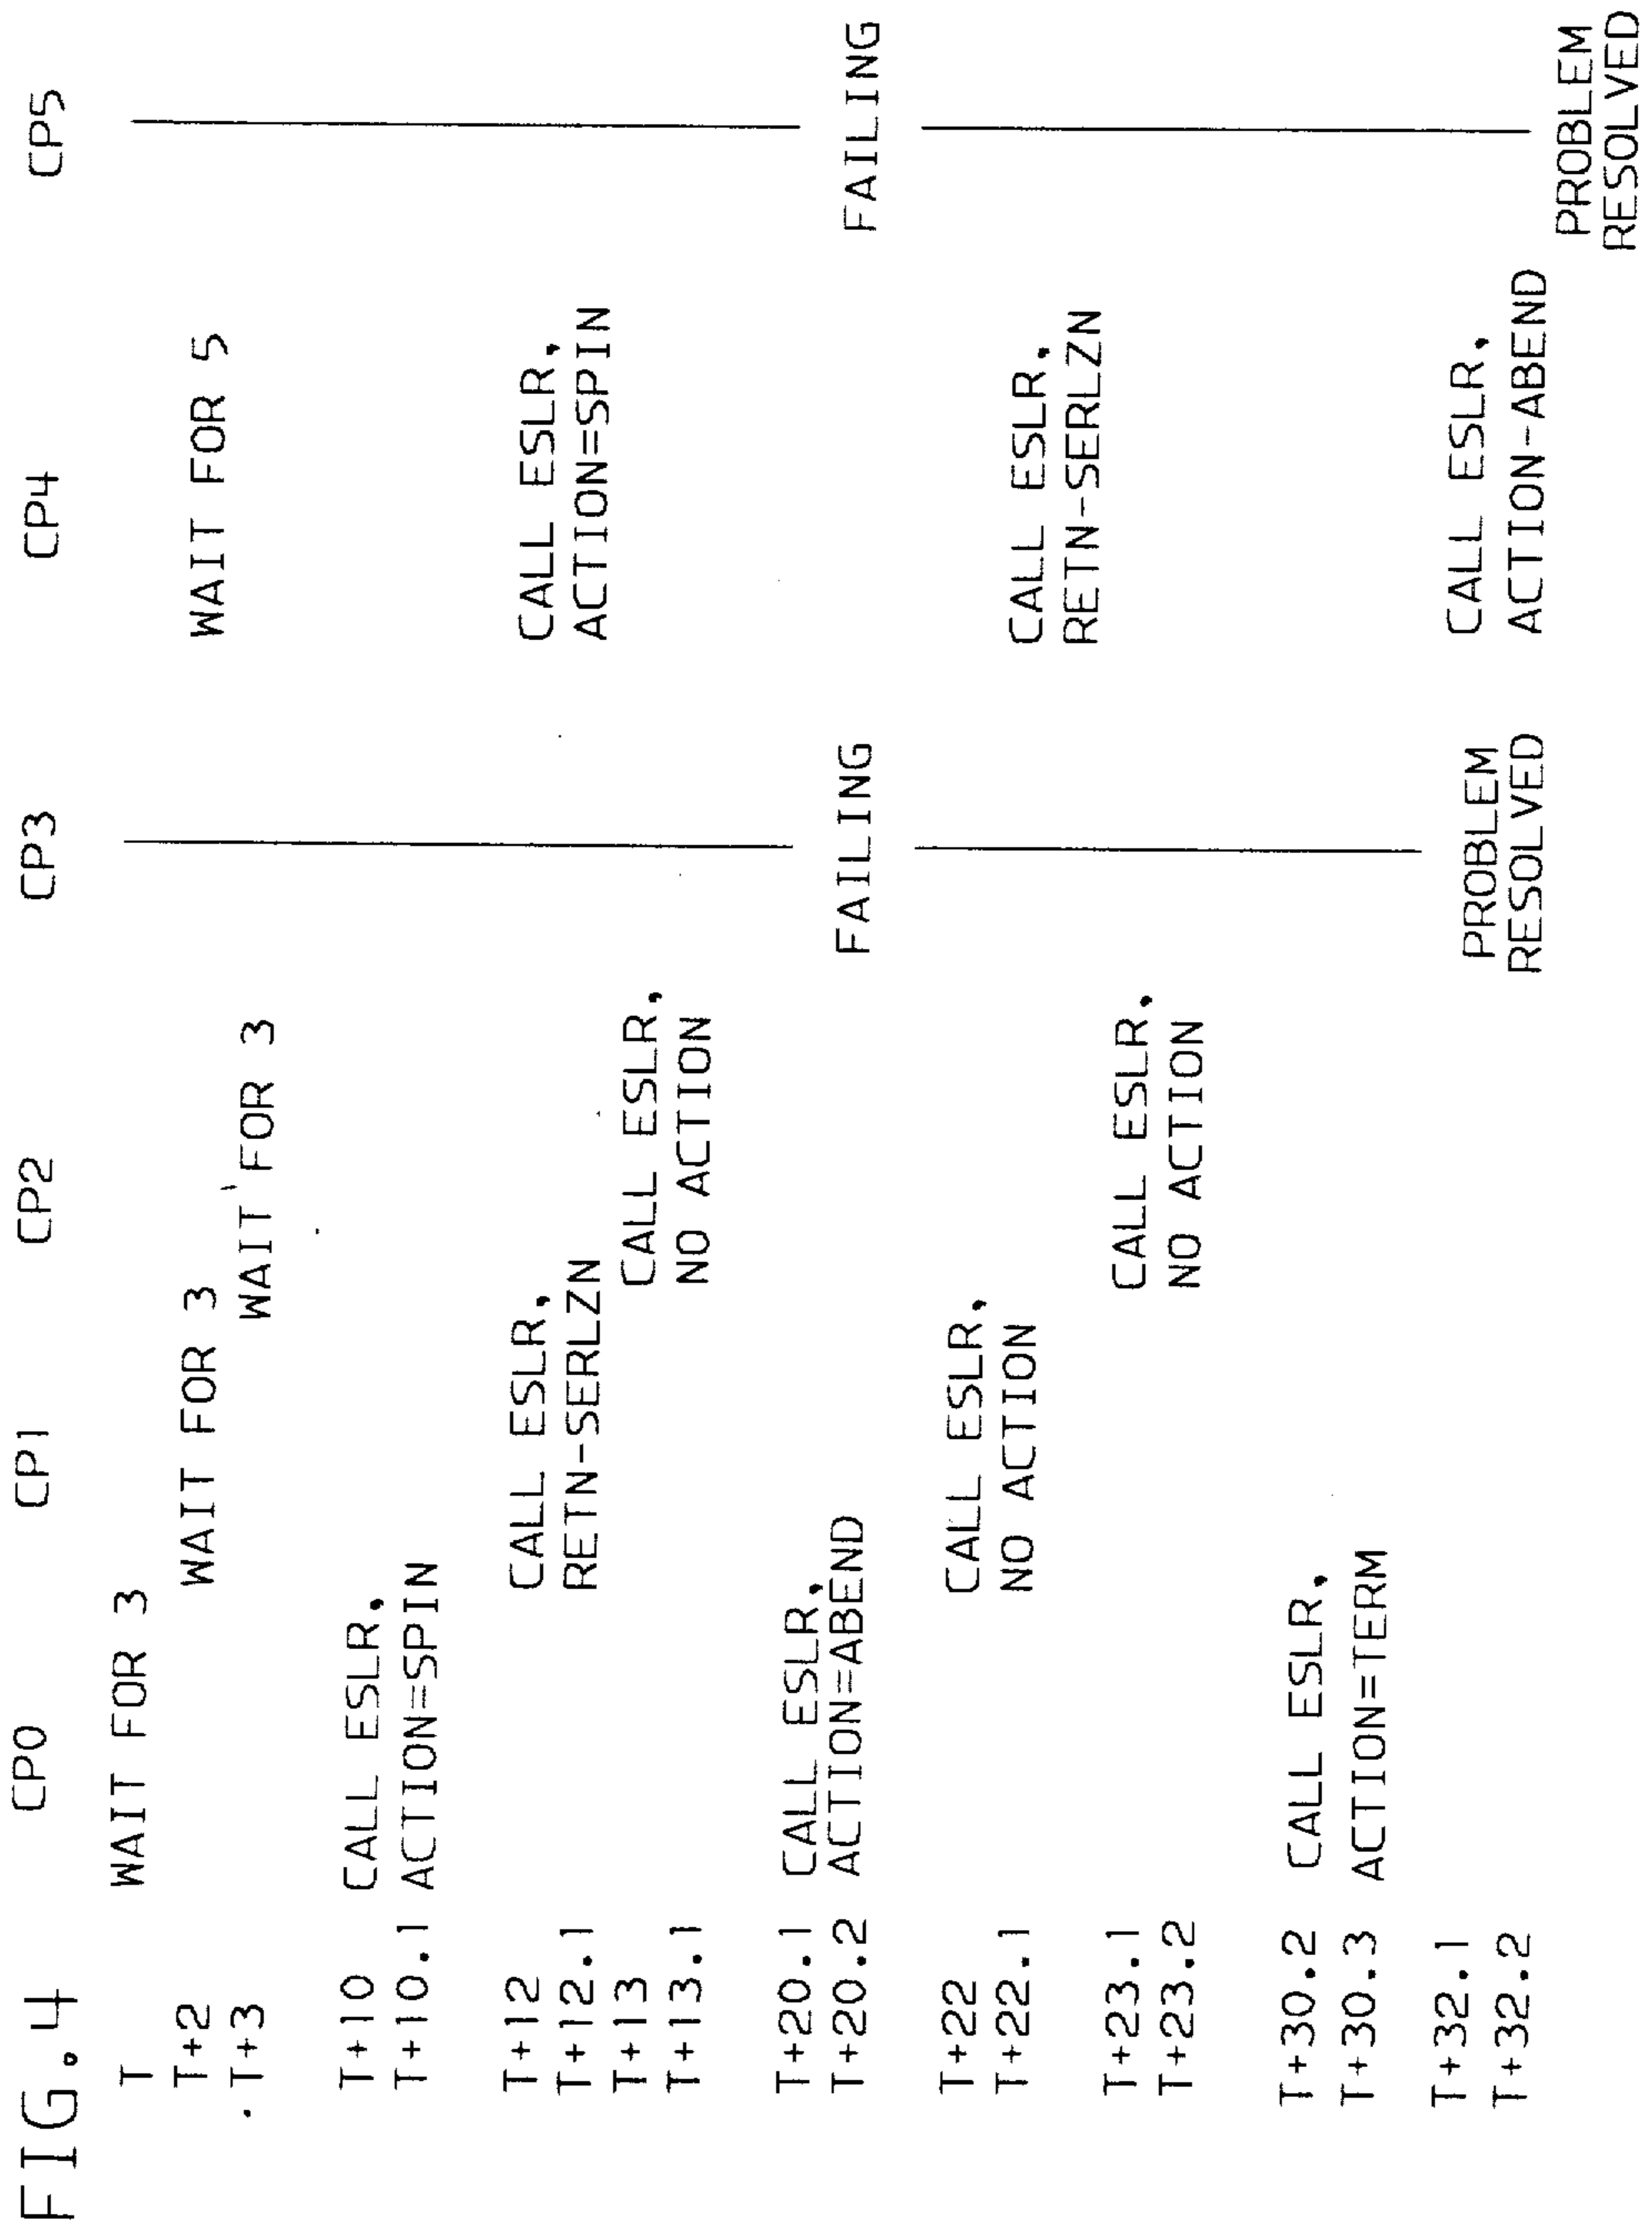 FIG. 4
CP0 CP1 CP2 CP3 CP4 CP5
T WAIT FOR 3
T+2 WAIT FOR 3 WAIT FOR 5
T+3 WAIT FOR 3
T+10 CALL ESLR,
T+10.1 ACTION=SPIN
T+12 CALL ESLR, CALL ESLR,
T+12.1 RETN-SERLZN ACTION=SPIN
T+13 CALL ESLR,
T+13.1 NO ACTION
T+20.1 CALL ESLR,
T+20.2 ACTION=ABEND FAILING FAILING
T+22 CALL ESLR,
T+22.1 NO ACTION CALL ESLR,
RETN-SERLZN
T+23.1 CALL ESLR,
T+23.2 NO ACTION
T+30.2 CALL ESLR,
T+30.3 ACTION=TERM
T+32.1 PROBLEM CALL ESLR,
T+32.2 RESOLVED ACTION-ABEND
PROBLEM
RESOLVED